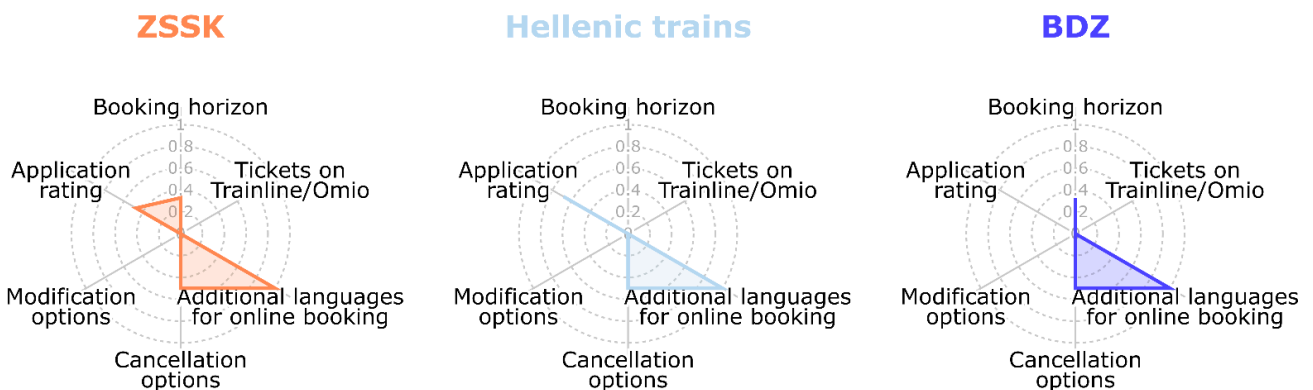 ZSSK
Booking horizon
1
0.8
0.6
0.4
0.2
0
Application
rating
Tickets on
Trainline/Omio
Modification
options
Additional languages
for online booking
Cancellation
options
Hellenic trains
Booking horizon
1
0.8
0.6
0.4
0.2
0
Application
rating
Tickets on
Trainline/Omio
Modification
options
Additional languages
for online booking
Cancellation
options
BDZ
Booking horizon
1
0.8
0.6
0.4
0.2
0
Application
rating
Tickets on
Trainline/Omio
Modification
options
Additional languages
for online booking
Cancellation
options